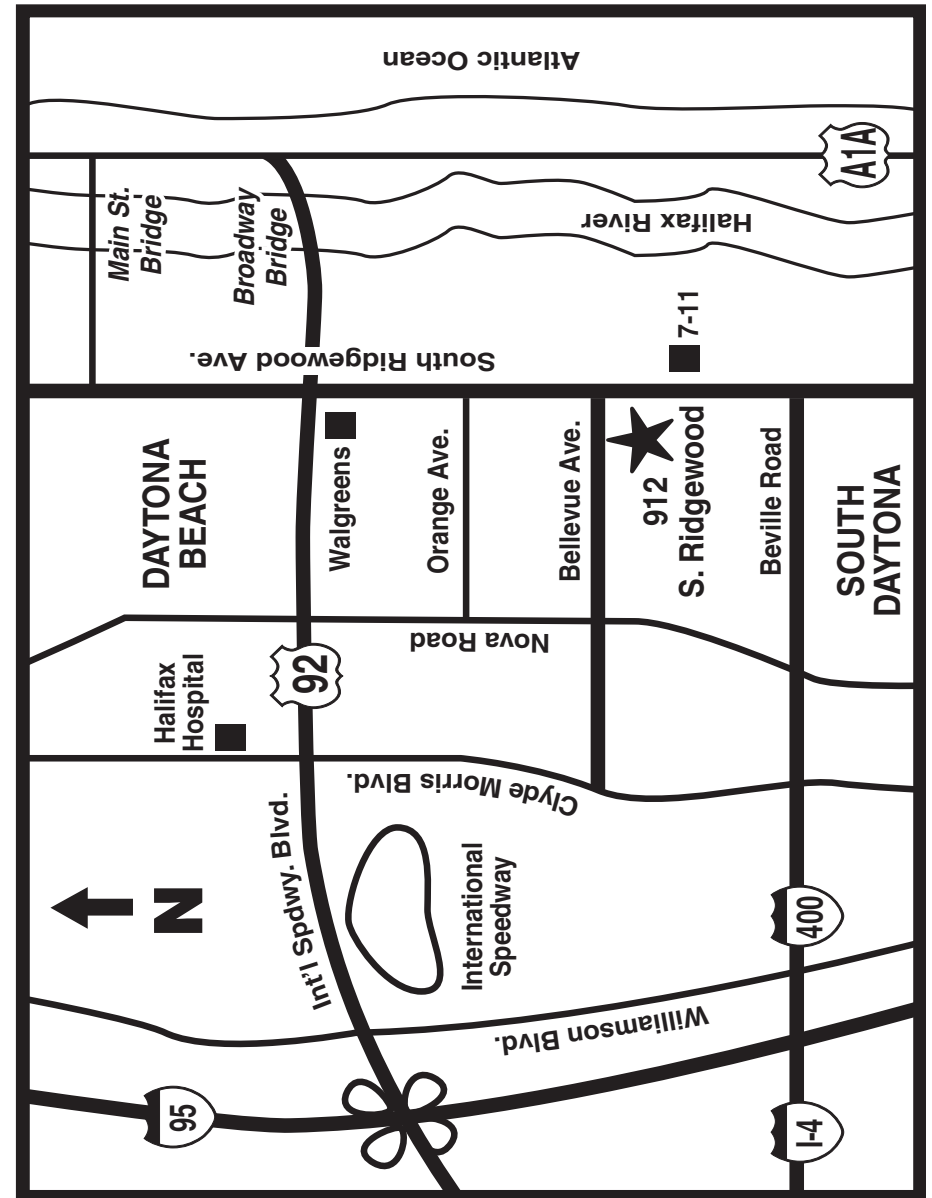 Atlantic Ocean
A1A
Main St.
Bridge
Broadway
Bridge
Halifax River
7-11
South Ridgewood Ave.
DAYTONA
BEACH
Walgreens
Orange Ave.
Bellevue Ave.
912
S. Ridgewood
Beville Road
SOUTH
DAYTONA
Nova Road
Halifax
Hospital
92
Clyde Morris Blvd.
Int'l Spdwy. Blvd.
International
Speedway
N
400
Williamson Blvd.
95
I-4